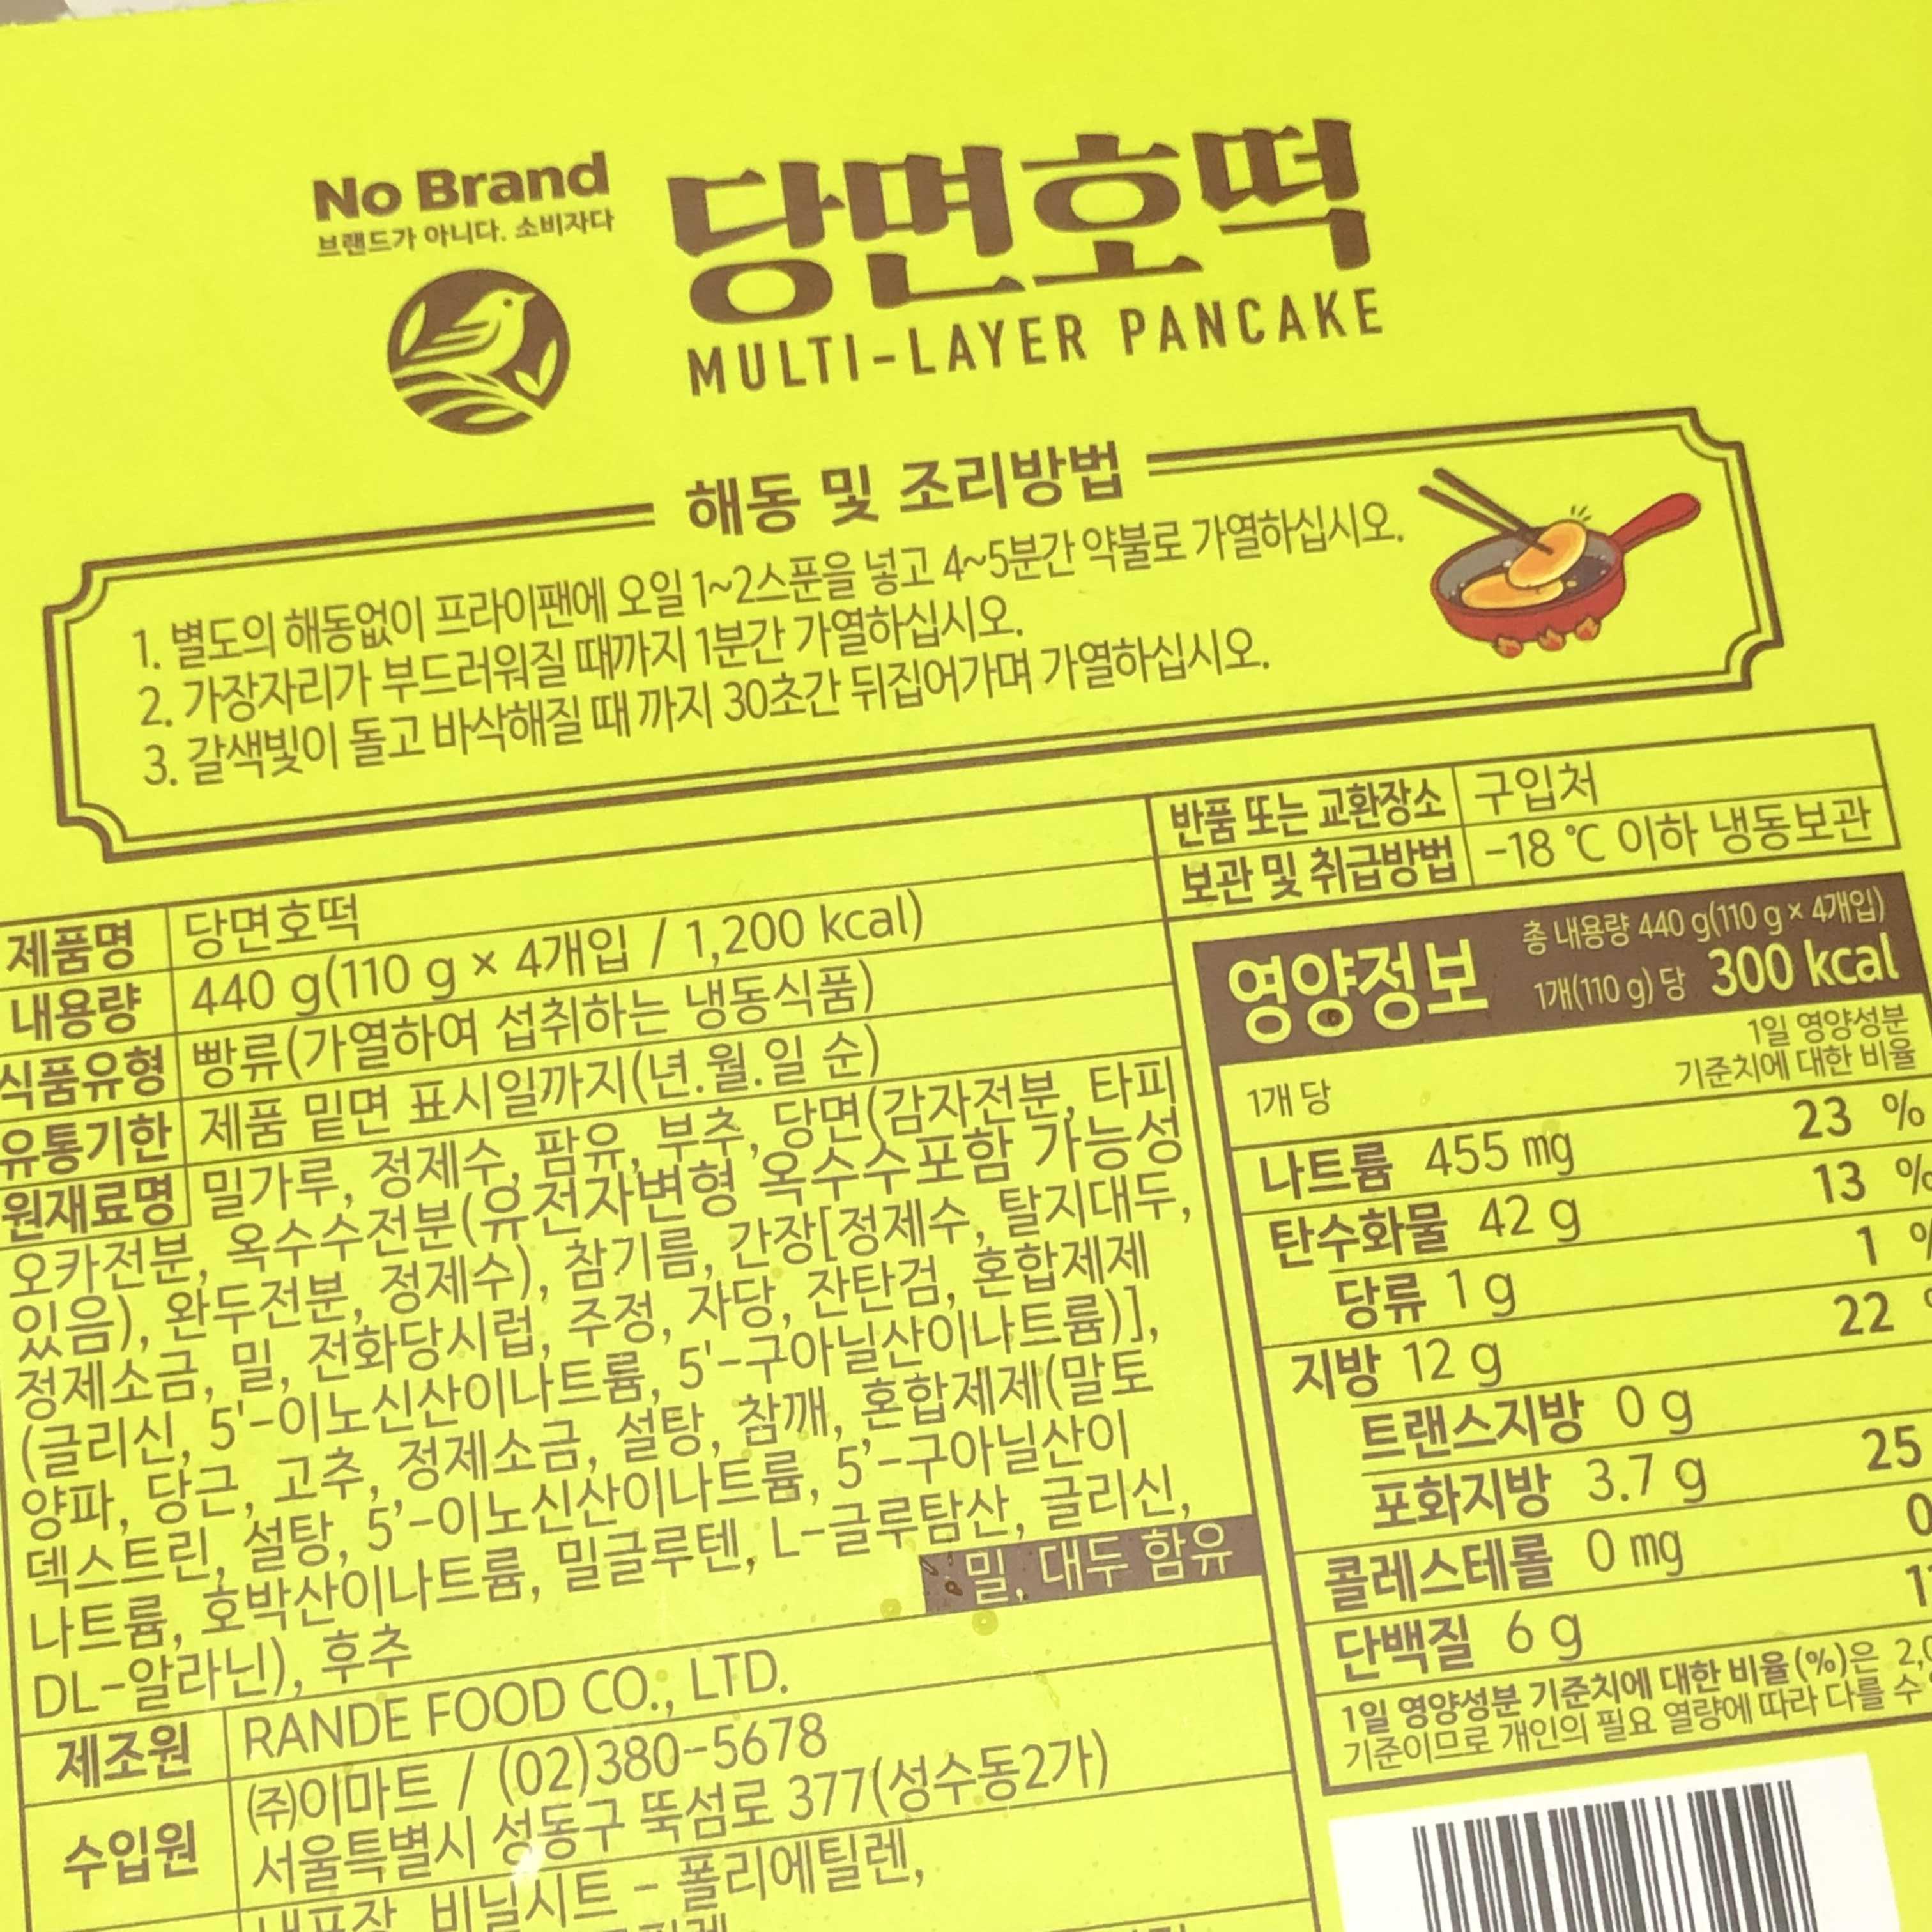 No Brand
브랜드가 아니다. 소비자다
당면호떡
MULTI-LAYER PANCAKE
해동 및 조리방법
1. 별도의 해동없이 프라이팬에 오일 1~2스푼을 넣고 4~5분간 약불로 가열하십시오.
2. 가장자리가 부드러워질 때까지 1분간 가열하십시오.
3. 갈색빛이 돌고 바삭해질 때 까지 30초간 뒤집어가며 가열하십시오.
반품 또는 교환장소 구입처
보관 및 취급방법 -18 ℃ 이하 냉동보관
제품명 당면호떡
내용량 440 g(110 g × 4개입 / 1,200 kcal)
식품유형 빵류(가열하여 섭취하는 냉동식품)
유통기한 제품 밑면 표시일까지(년.월.일 순)
원재료명 밀가루, 정제수, 팜유, 부추, 당면(감자전분, 타피
오카전분, 옥수수전분(유전자변형 옥수수포함 가능성
있음), 완두전분, 정제수), 참기름, 간장[정제수, 탈지대두,
정제소금, 밀, 전화당시럽, 주정, 자당, 잔탄검, 혼합제제
(글리신, 5'-이노신산이나트륨, 5'-구아닐산이나트륨)],
양파, 당근, 고추, 정제소금, 설탕, 참깨, 혼합제제(말토
덱스트린, 설탕, 5'-이노신산이나트륨, 5'-구아닐산이
나트륨, 호박산이나트륨, 밀글루텐, L-글루탐산, 글리신,
DL-알라닌), 후추
밀, 대두 함유
제조원 RANDE FOOD CO., LTD.
수입원 (주)이마트 / (02)380-5678
서울특별시 성동구 뚝섬로 377(성수동2가)
비닐시트 - 폴리에틸렌,
영양정보
총 내용량 440 g(110 g × 4개입)
1개(110 g) 당 300 kcal
1개 당
1일 영양성분
기준치에 대한 비율
나트륨 455 mg 23 %
탄수화물 42 g 13 %
당류 1 g 1 %
지방 12 g 22
트랜스지방 0 g
포화지방 3.7 g 25
콜레스테롤 0 mg 0
단백질 6 g
1일 영양성분 기준치에 대한 비율(%)은
기준이므로 개인의 필요 열량에 따라 다를 수